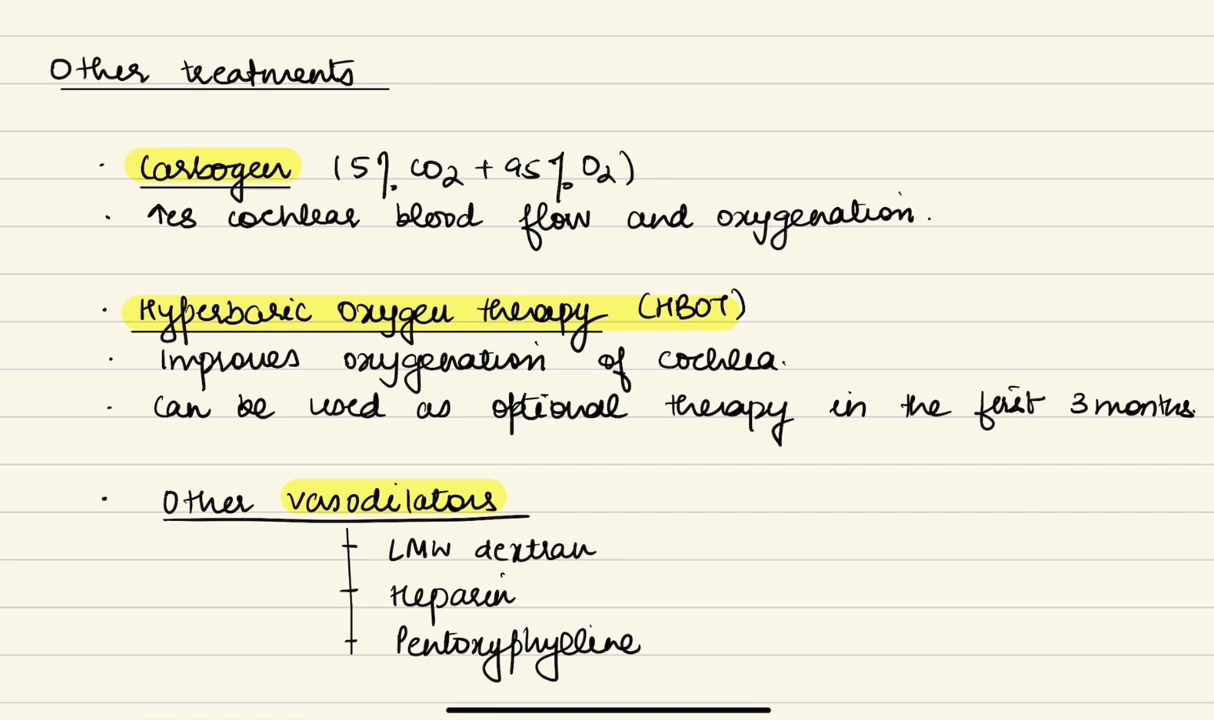 Other treatments
· Carbogen (5% CO2 + 95% O2)
· ↑es cochlear blood flow and oxygenation.
· Hyperbaric oxygen therapy (HBOT)
· Improves oxygenation of cochlea.
· Can be used as optional therapy in the first 3 months.
· Other vasodilators
LMW dextran
Heparin
Pentoxyphylline